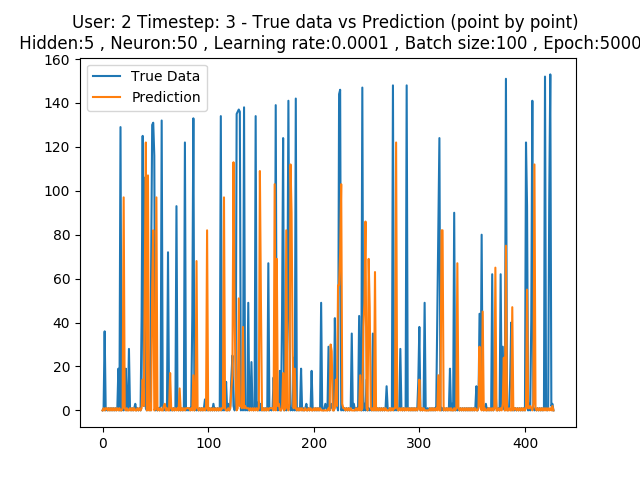 User: 2 Timestep: 3 - True data vs Prediction (point by point)
Hidden:5 , Neuron:50 , Learning rate:0.0001 , Batch size:100 , Epoch:5000
160
True Data
Prediction
140
120
100
80
60
40
20
0
0 100 200 300 400